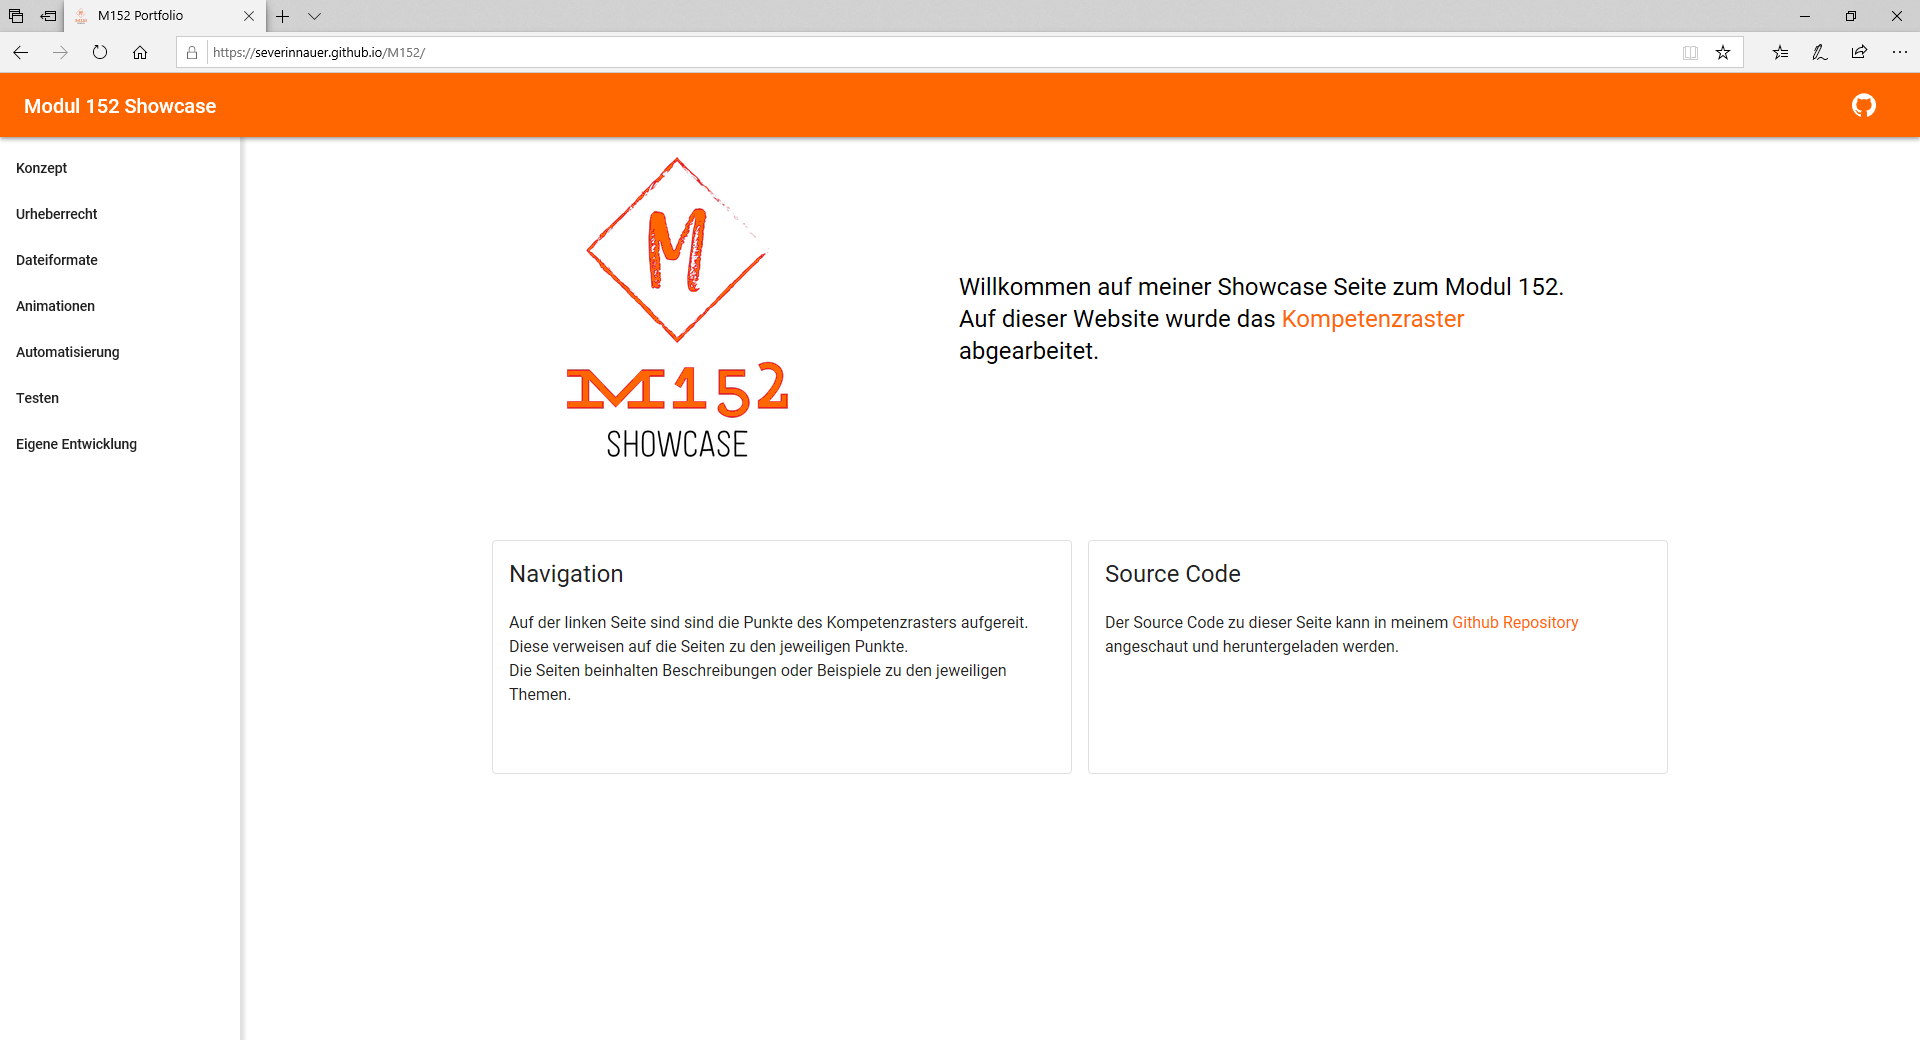 M152 Portfolio
https://severinnauer.github.io/M152/
Modul 152 Showcase
Konzept
Urheberrecht
Dateiformate
Animationen
Automatisierung
Testen
Eigene Entwicklung
M
M152
SHOWCASE
Willkommen auf meiner Showcase Seite zum Modul 152.
Auf dieser Website wurde das Kompetenzraster
abgearbeitet.
Navigation
Auf der linken Seite sind sind die Punkte des Kompetenzrasters aufgereit.
Diese verweisen auf die Seiten zu den jeweiligen Punkte.
Die Seiten beinhalten Beschreibungen oder Beispiele zu den jeweiligen
Themen.
Source Code
Der Source Code zu dieser Seite kann in meinem Github Repository
angeschaut und heruntergeladen werden.